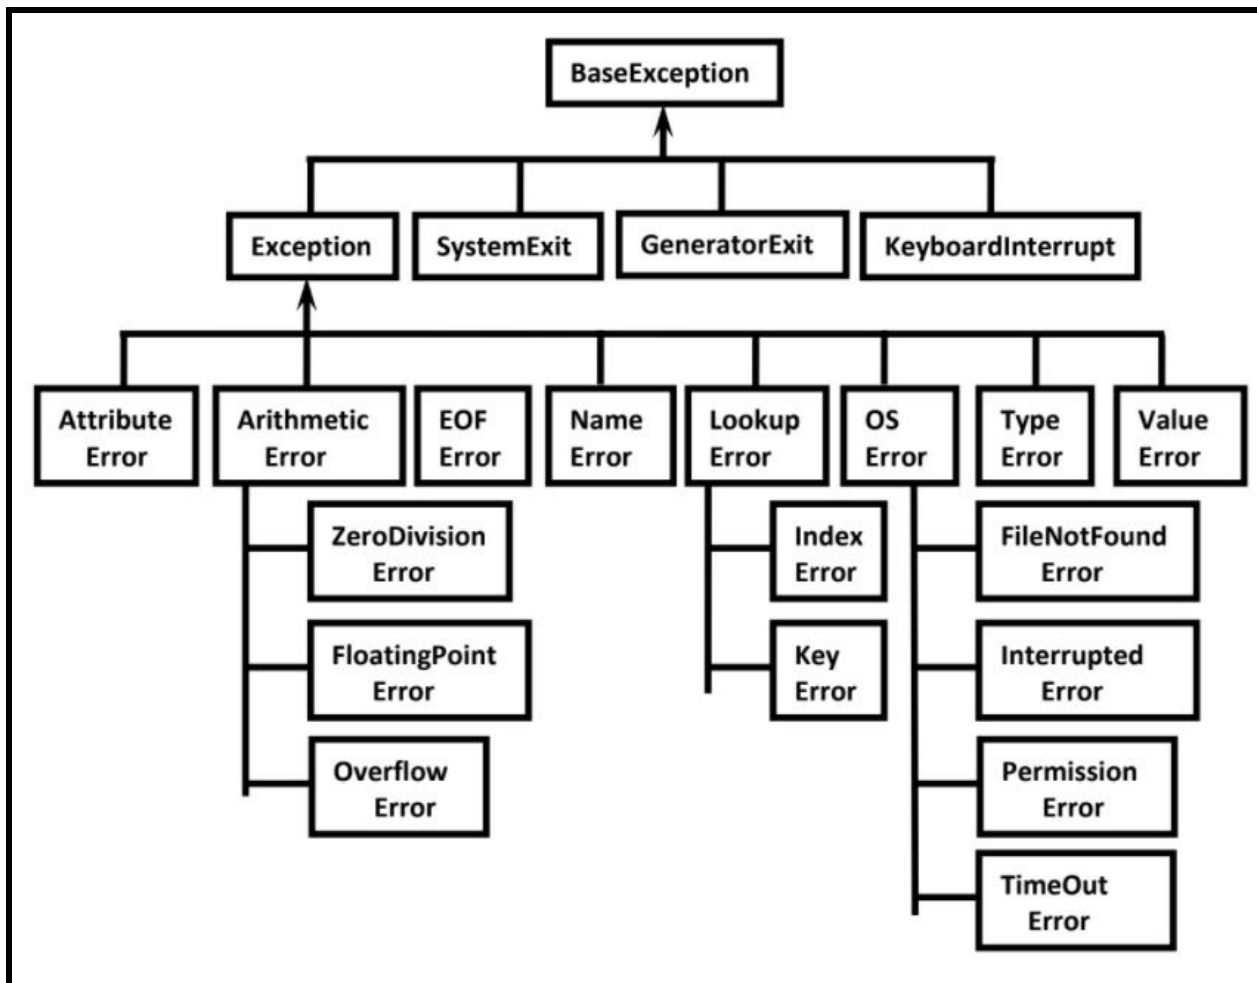 BaseException
Exception
SystemExit
GeneratorExit
KeyboardInterrupt
Attribute
Error
Arithmetic
Error
EOF
Error
Name
Error
Lookup
Error
OS
Error
Type
Error
Value
Error
ZeroDivision
Error
FloatingPoint
Error
Overflow
Error
Index
Error
Key
Error
FileNotFound
Error
Interrupted
Error
Permission
Error
TimeOut
Error